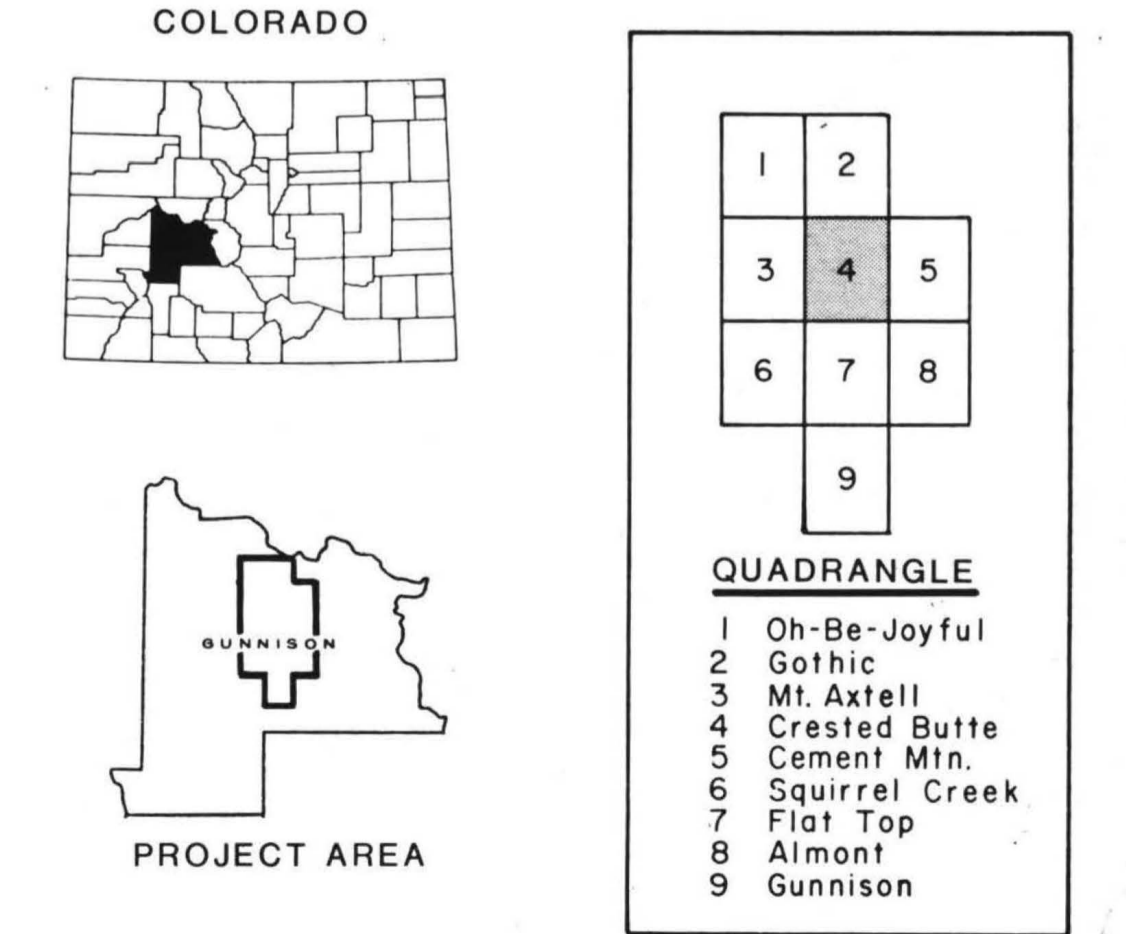 COLORADO
GUNNISON
PROJECT AREA
1 2
3 4 5
6 7 8
9
QUADRANGLE
1 Oh-Be-Joyful
2 Gothic
3 Mt. Axtell
4 Crested Butte
5 Cement Mtn.
6 Squirrel Creek
7 Flat Top
8 Almont
9 Gunnison